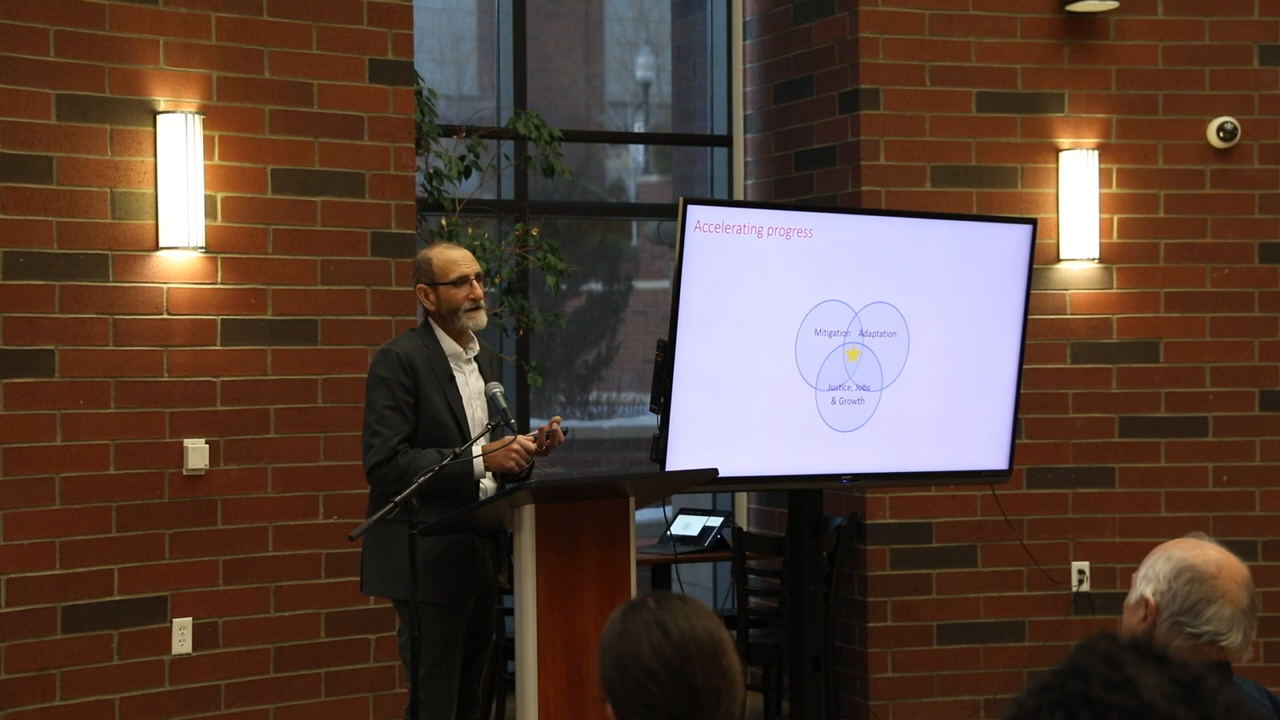 Accelerating progress
Mitigation Adaptation
Justice, Jobs
& Growth